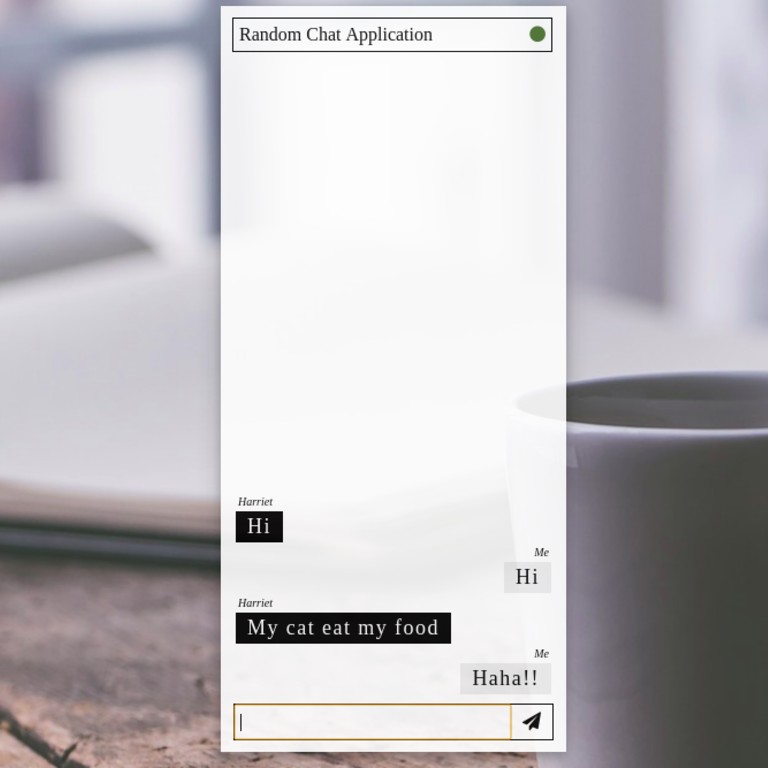 Random Chat Application
Harriet
Hi
Me
Hi
Harriet
My cat eat my food
Me
Haha!!